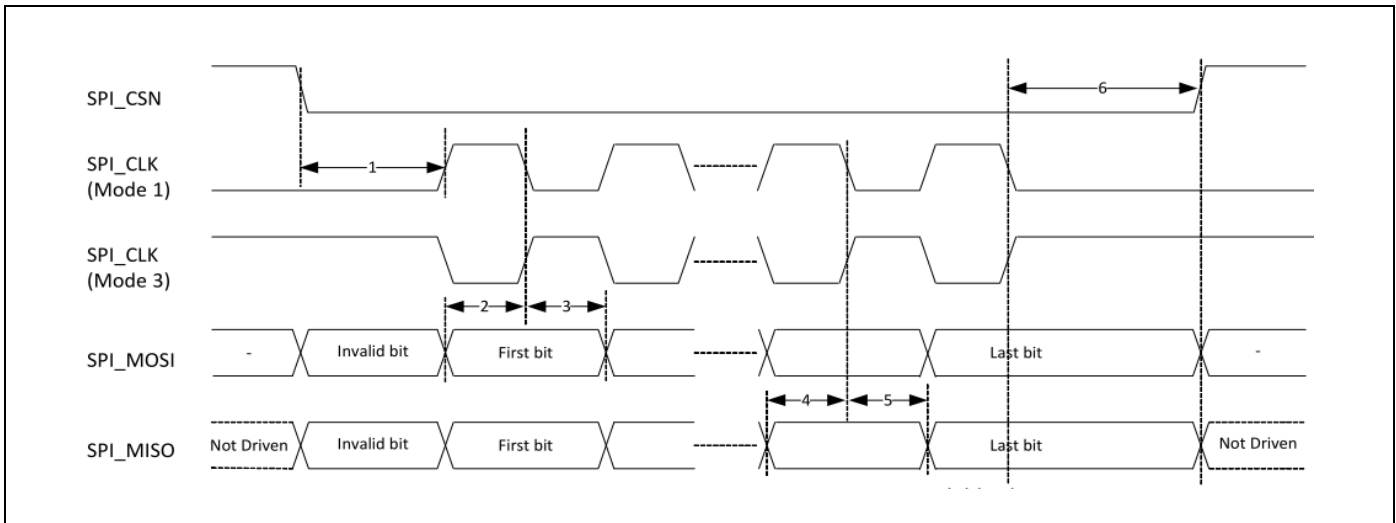 SPI_CSN
6
SPI_CLK
(Mode 1)
1
SPI_CLK
(Mode 3)
2
3
SPI_MOSI
-
Invalid bit
First bit
Last bit
-
4
5
SPI_MISO
Not Driven
Invalid bit
First bit
Last bit
Not Driven